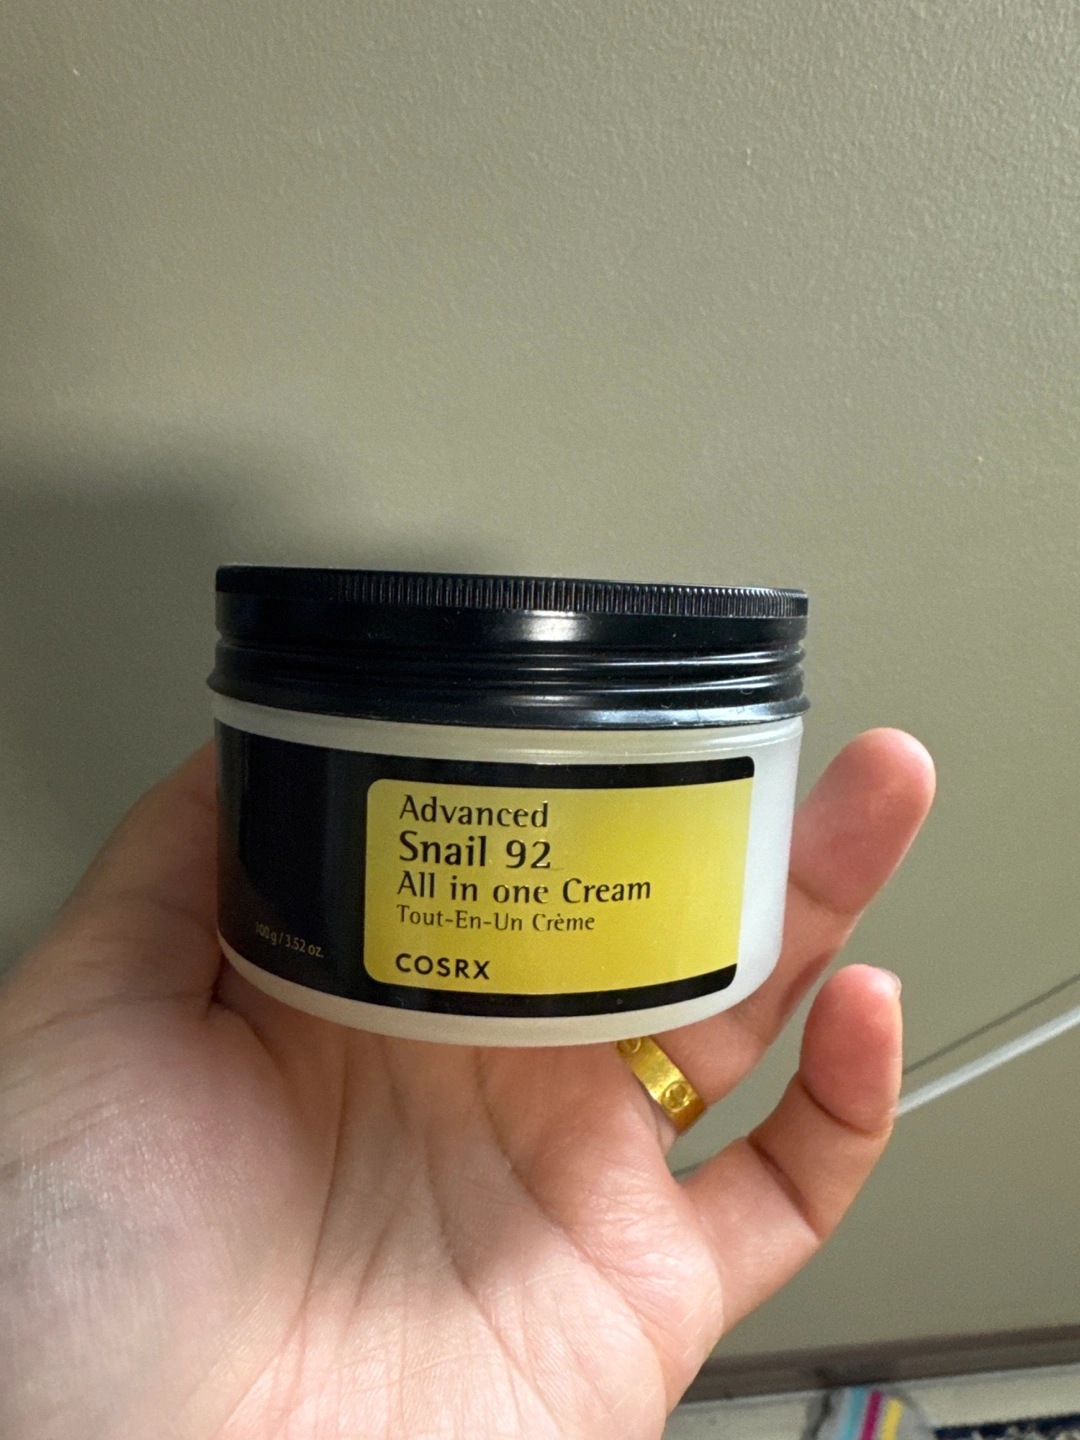 Advanced
Snail 92
All in one Cream
Tout-En-Un Crème
COSRX
100 g / 3.52 oz.